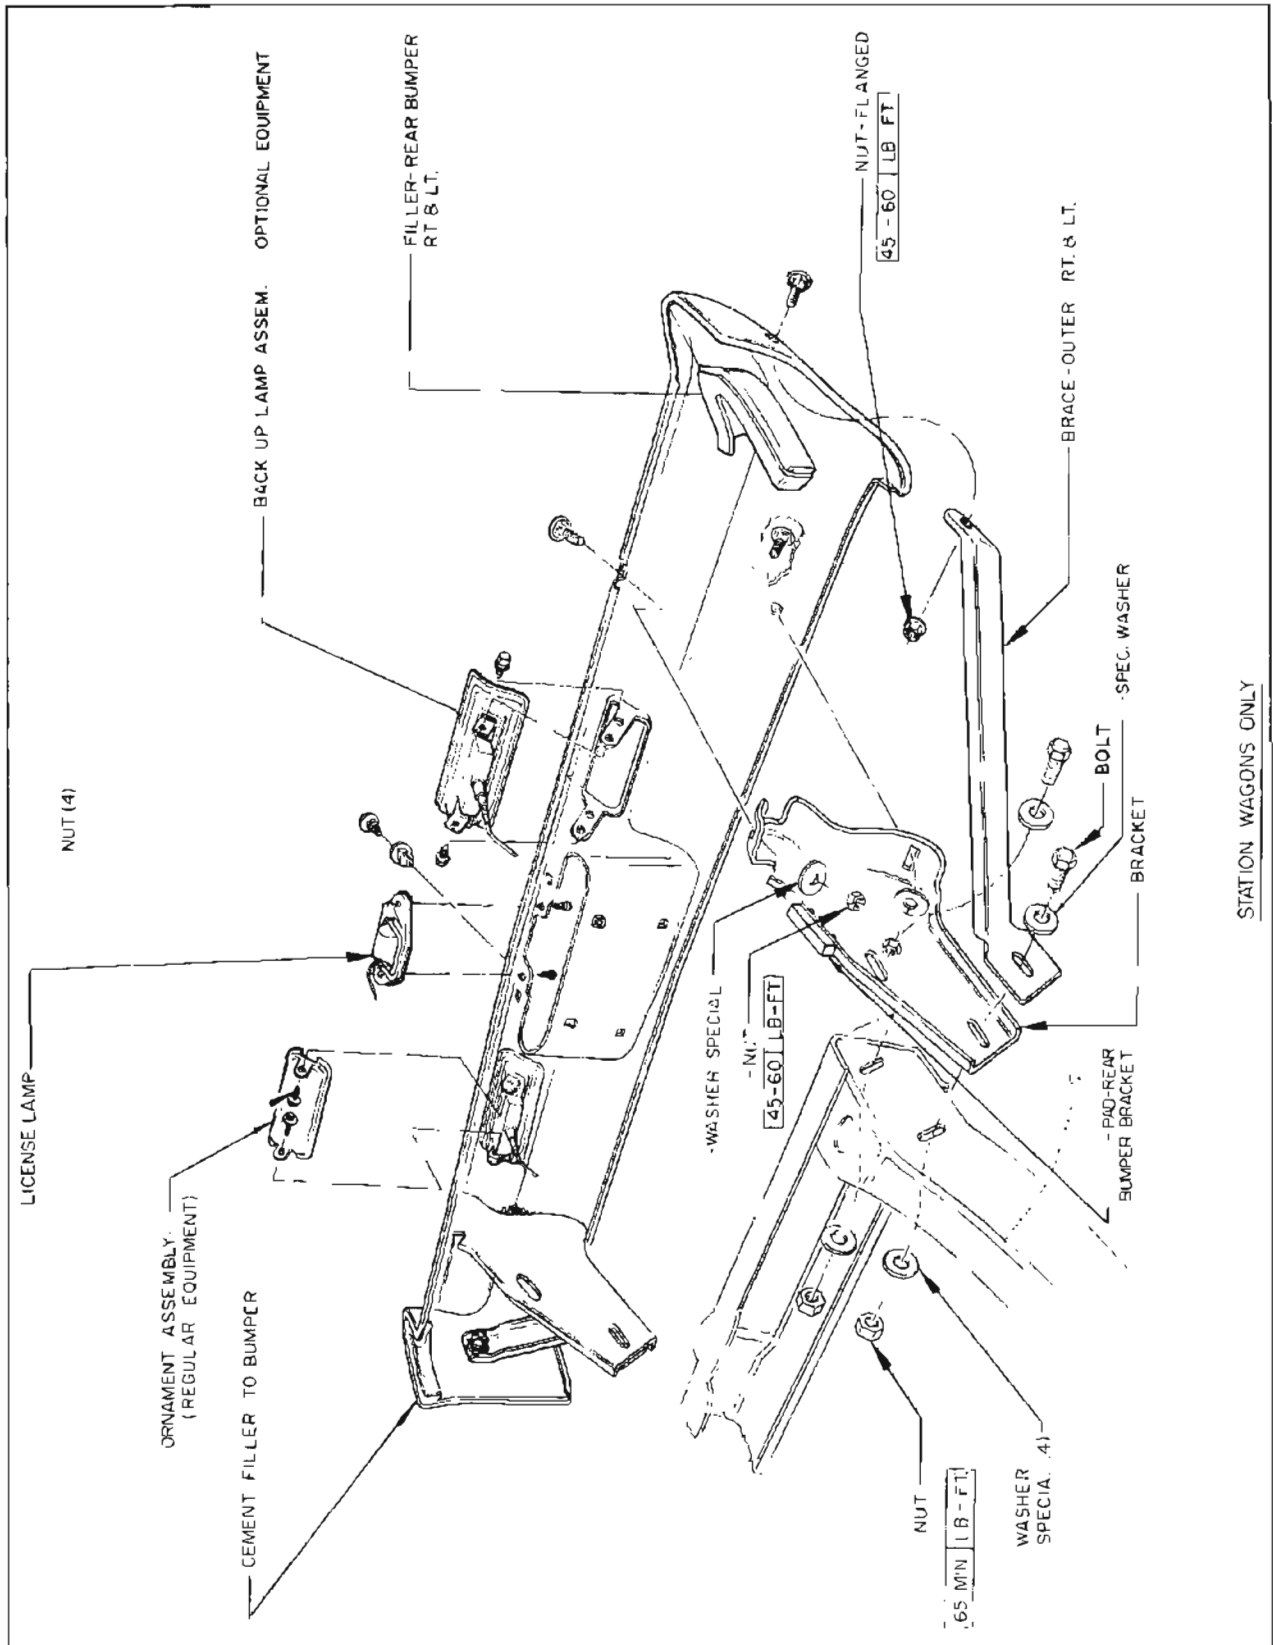 NUT (4)
LICENSE LAMP
ORNAMENT ASSEMBLY.
(REGULAR EQUIPMENT)
CEMENT FILLER TO BUMPER
BACK UP LAMP ASSEM. OPTIONAL EQUIPMENT
FILLER-REAR BUMPER
RT & LT.
NUT-FLANGED
45 - 60 LB FT
BRACE-OUTER RT. & LT.
SPEC. WASHER
BOLT
BRACKET
WASHER SPECIAL
45-60 LB-FT
PAD-REAR
BUMPER BRACKET
NUT
65 MIN LB-FT.
WASHER
4)
STATION WAGONS ONLY